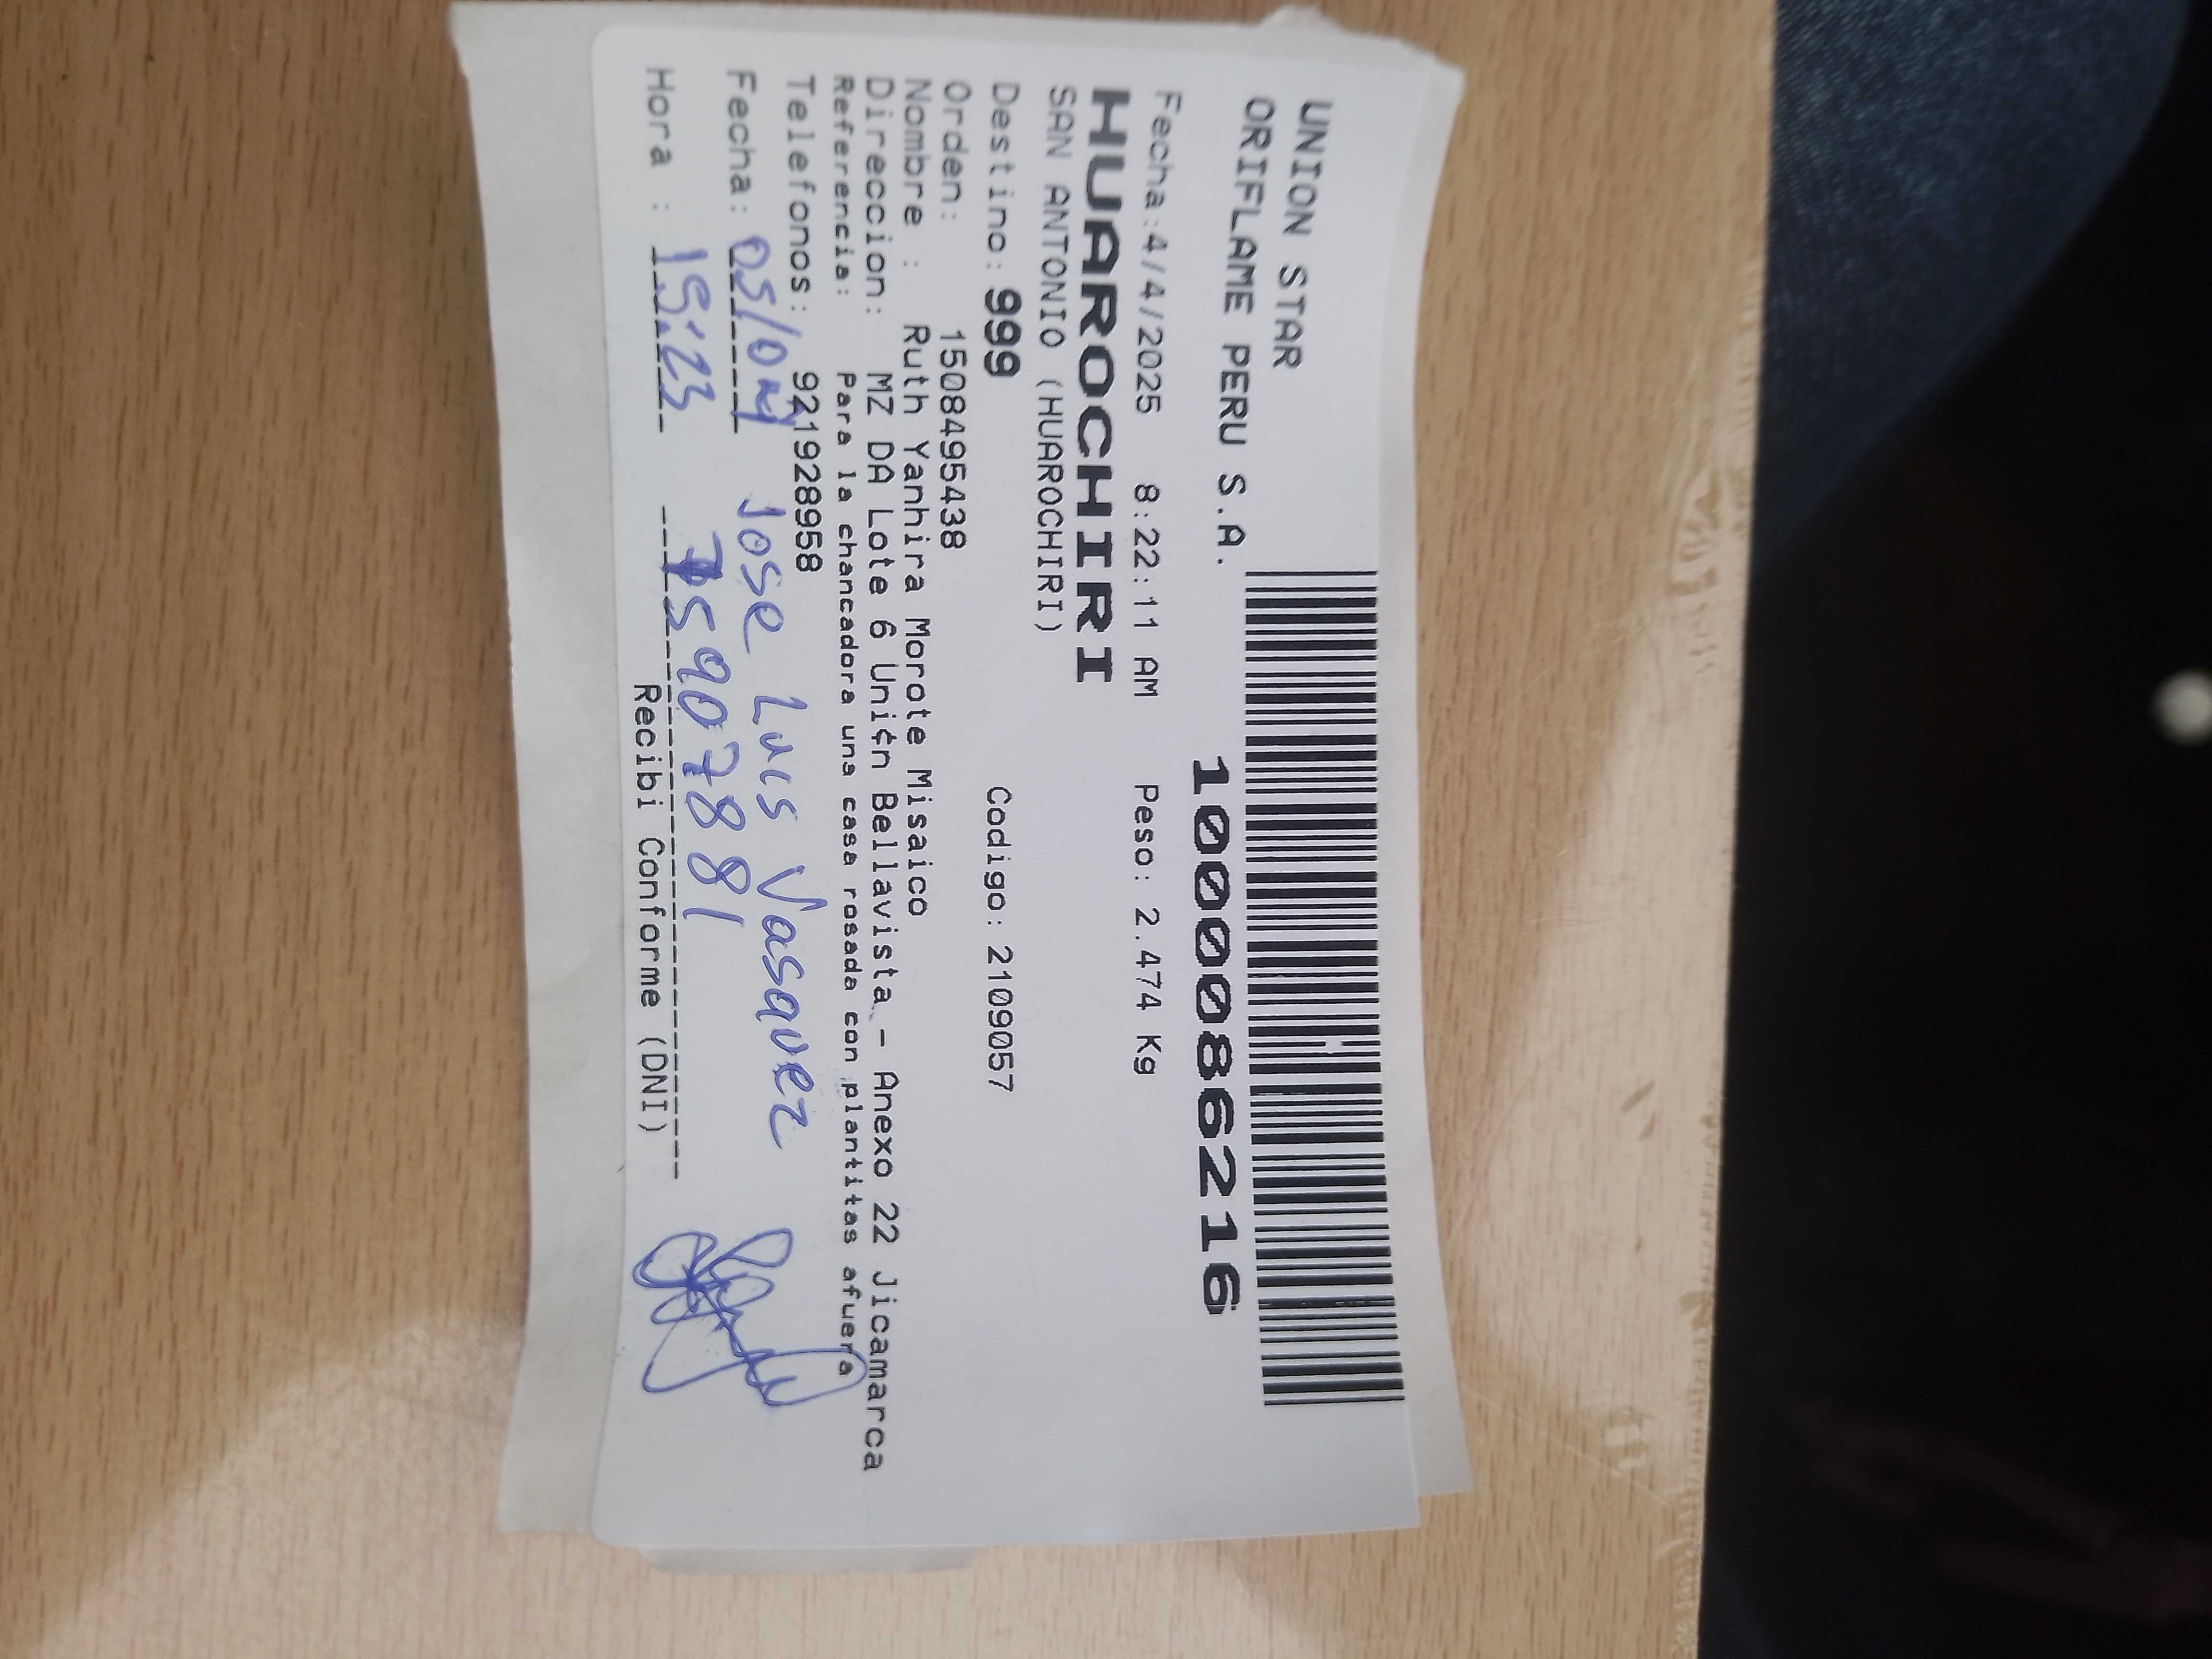 UNION STAR
ORIFLAME PERU S.A.
1000086216
Fecha:4/4/2025 8:22:11 AM Peso: 2.474 Kg
HUAROCHIRI
SAN ANTONIO (HUAROCHIRI)
Destino: 999 Codigo: 2109057
Orden: 1508495438
Nombre : Ruth Yanhira Morote Misaico
Direccion: MZ DA Lote 6 Uni¢n Bellavista - Anexo 22 Jicamarca
Referencia: Para la chancadora una casa rosada con plantitas afuera
Telefonos: 921928958
Fecha: 05/04 Jose Luis Vasquez
Hora : 15:23 75907881
Recibi Conforme (DNI)